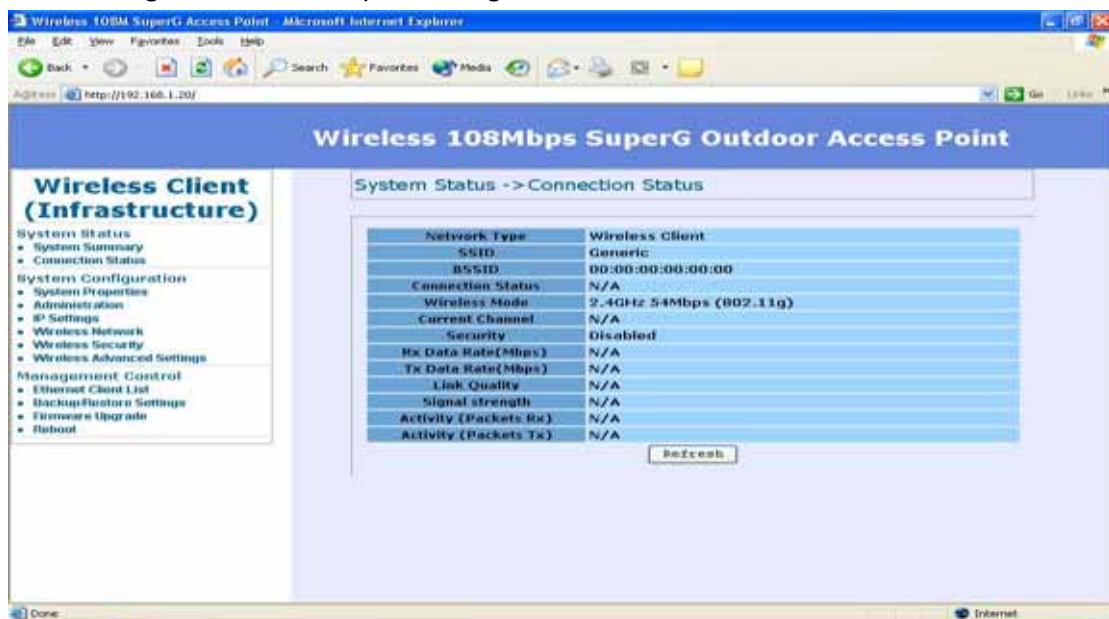 Wireless 108M SuperG Access Point - Microsoft Internet Explorer
File Edit View Favorites Tools Help
Back Search Favorites Media
Address http://192.168.1.20/ Go Links
Wireless 108Mbps SuperG Outdoor Access Point
Wireless Client
(Infrastructure)
System Status
System Summary
Connection Status
System Configuration
System Properties
Administration
IP Settings
Wireless Network
Wireless Security
Wireless Advanced Settings
Management Control
Ethernet Client List
Backup/Restore Settings
Firmware Upgrade
Reboot
System Status ->Connection Status
Network Type Wireless Client
SSID Generic
BSSID 00:00:00:00:00:00
Connection Status N/A
Wireless Mode 2.4GHz 54Mbps (802.11g)
Current Channel N/A
Security Disabled
Rx Data Rate(Mbps) N/A
Tx Data Rate(Mbps) N/A
Link Quality N/A
Signal strength N/A
Activity (Packets Rx) N/A
Activity (Packets Tx) N/A
Refresh
Done Internet